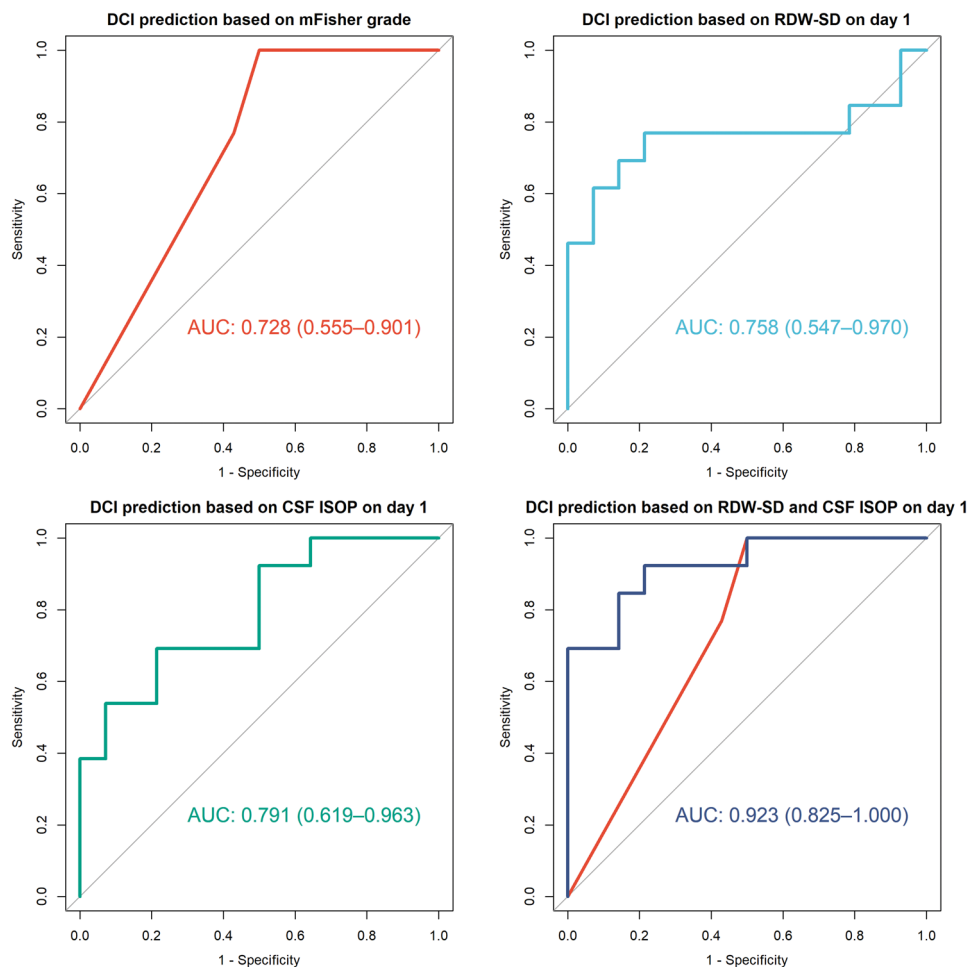 DCI prediction based on mFisher grade
1.0
0.8
0.6
0.4
0.2
0.0
Sensitivity
AUC: 0.728 (0.555–0.901)
0.0 0.2 0.4 0.6 0.8 1.0
1 - Specificity
DCI prediction based on RDW-SD on day 1
1.0
0.8
0.6
0.4
0.2
0.0
Sensitivity
AUC: 0.758 (0.547–0.970)
0.0 0.2 0.4 0.6 0.8 1.0
1 - Specificity
DCI prediction based on CSF ISOP on day 1
1.0
0.8
0.6
0.4
0.2
0.0
Sensitivity
AUC: 0.791 (0.619–0.963)
0.0 0.2 0.4 0.6 0.8 1.0
1 - Specificity
DCI prediction based on RDW-SD and CSF ISOP on day 1
1.0
0.8
0.6
0.4
0.2
0.0
Sensitivity
AUC: 0.923 (0.825–1.000)
0.0 0.2 0.4 0.6 0.8 1.0
1 - Specificity